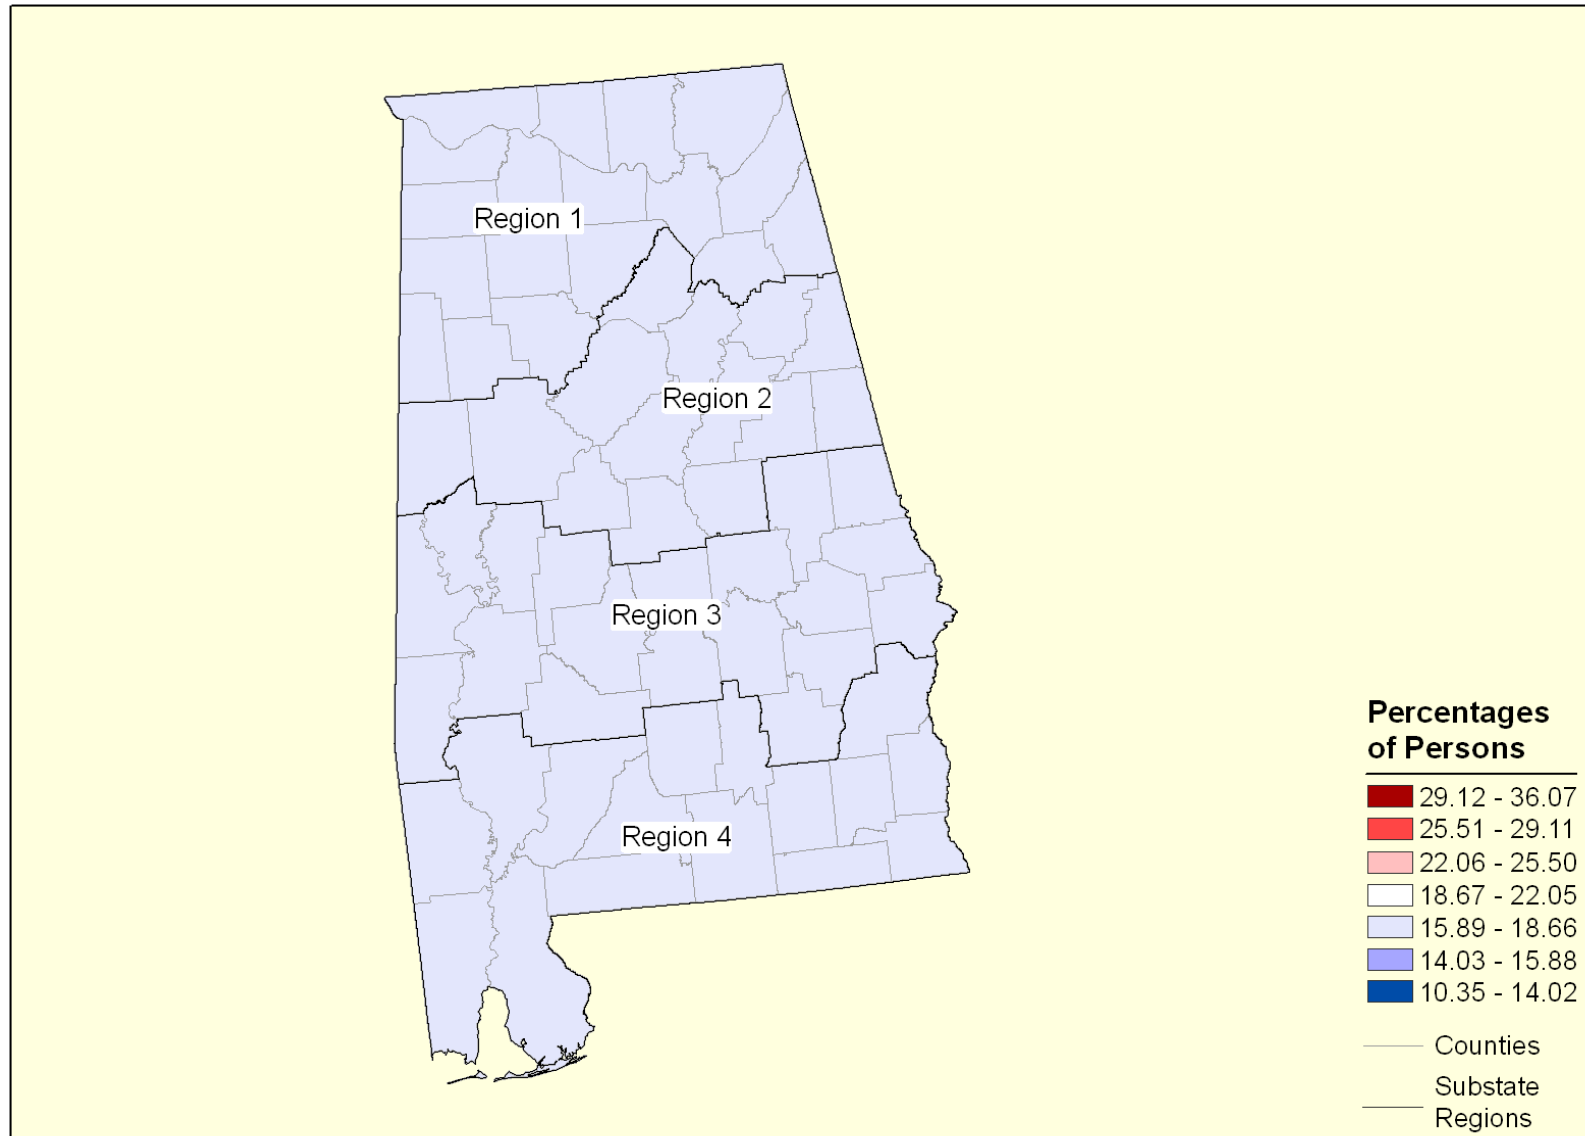 Region 1
Region 2
Region 3
Region 4
Percentages
of Persons
29.12 - 36.07
25.51 - 29.11
22.06 - 25.50
18.67 - 22.05
15.89 - 18.66
14.03 - 15.88
10.35 - 14.02
Counties
Substate
Regions